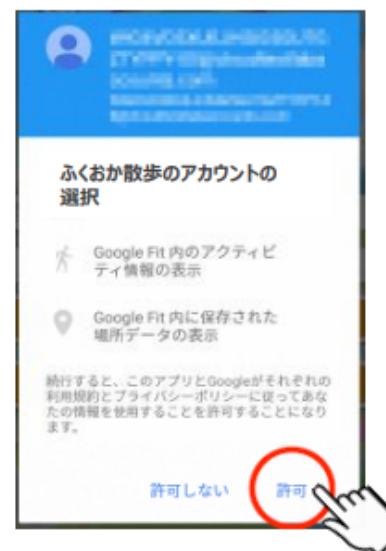 ふくおか散歩のアカウントの
選択
Google Fit 内のアクティビ
ティ情報の表示
Google Fit 内に保存された
場所データの表示
続行すると、このアプリとGoogleがそれぞれの
利用規約とプライバシーポリシーに従ってあな
たの情報を使用することを許可することになり
ます。
許可しない 許可